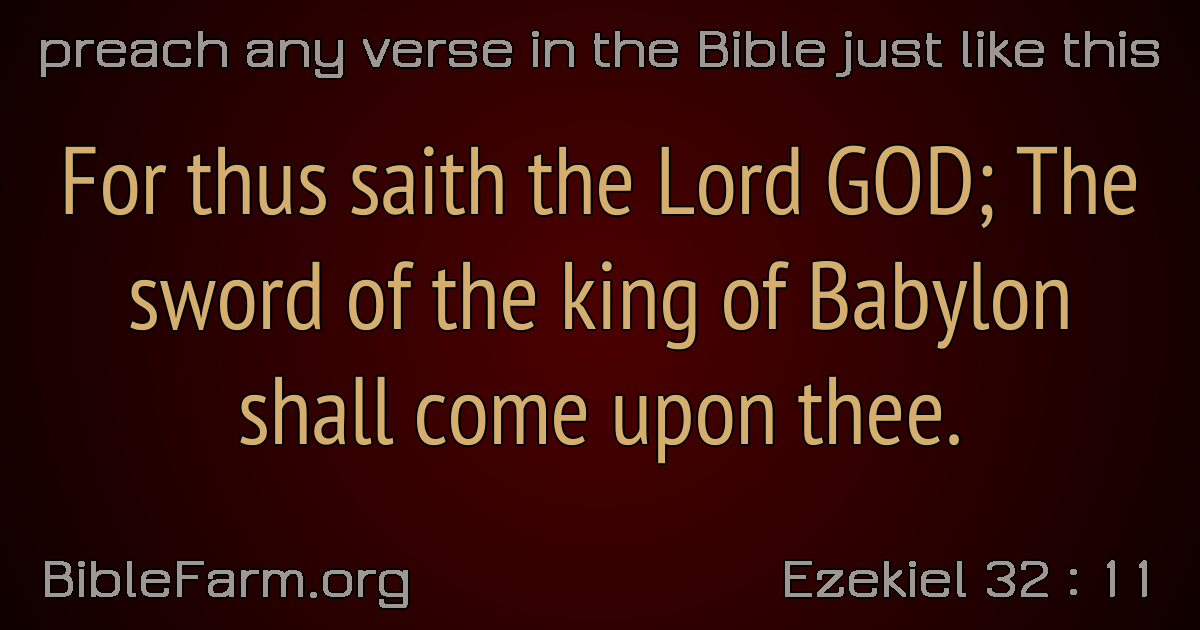 preach any verse in the Bible just like this
For thus saith the Lord GOD; The
sword of the king of Babylon
shall come upon thee.
BibleFarm.org
Ezekiel 32 : 11